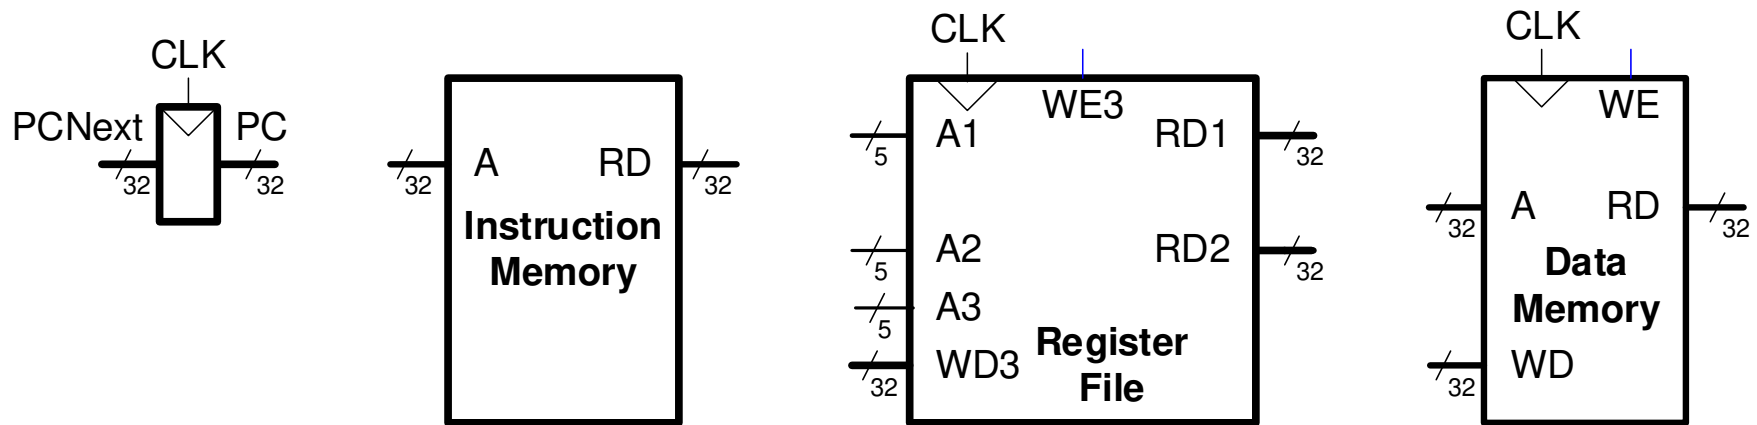 CLK
PCNext PC
32 32
A RD
32 32
Instruction
Memory
CLK
WE3
A1 RD1
5 32
A2 RD2
5 32
A3
5
WD3
32
Register
File
CLK
WE
A RD
32 32
Data
Memory
WD
32